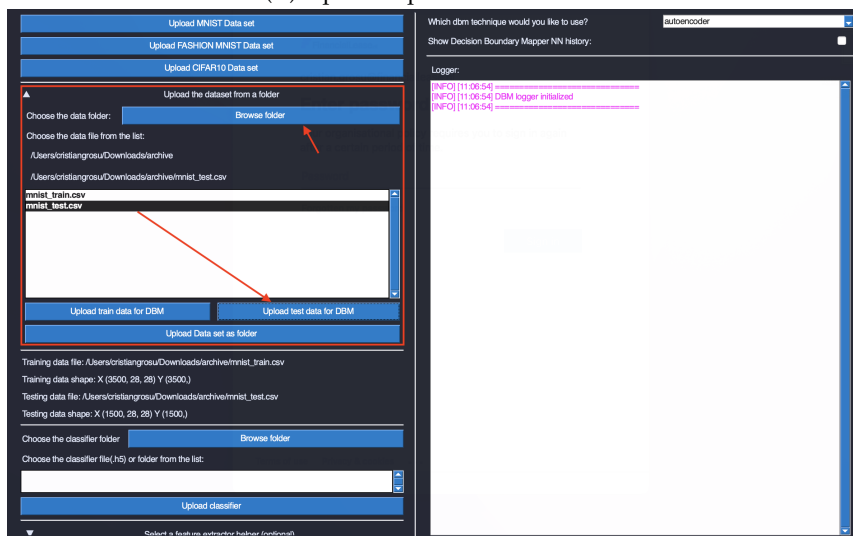 Upload MNIST Data set
Upload FASHION MNIST Data set
Upload CIFAR10 Data set
Upload the dataset from a folder
Choose the data folder:
Browse folder
Choose the data file from the list:
/Users/cristiangrosu/Downloads/archive
/Users/cristiangrosu/Downloads/archive/mnist_test.csv
mnist_train.csv
mnist_test.csv
Upload train data for DBM
Upload test data for DBM
Upload Data set as folder
Training data file: /Users/cristiangrosu/Downloads/archive/mnist_train.csv
Training data shape: X (3500, 28, 28) Y (3500,)
Testing data file: /Users/cristiangrosu/Downloads/archive/mnist_test.csv
Testing data shape: X (1500, 28, 28) Y (1500,)
Choose the classifier folder
Browse folder
Choose the classifier file(.h5) or folder from the list:
Upload classifier
Select a feature extractor helper (optional)
Which dbm technique would you like to use?
autoencoder
Show Decision Boundary Mapper NN history:
Logger:
[INFO] [11:06:54] ==============================
[INFO] [11:06:54] DBM logger initialized
[INFO] [11:06:54] ==============================